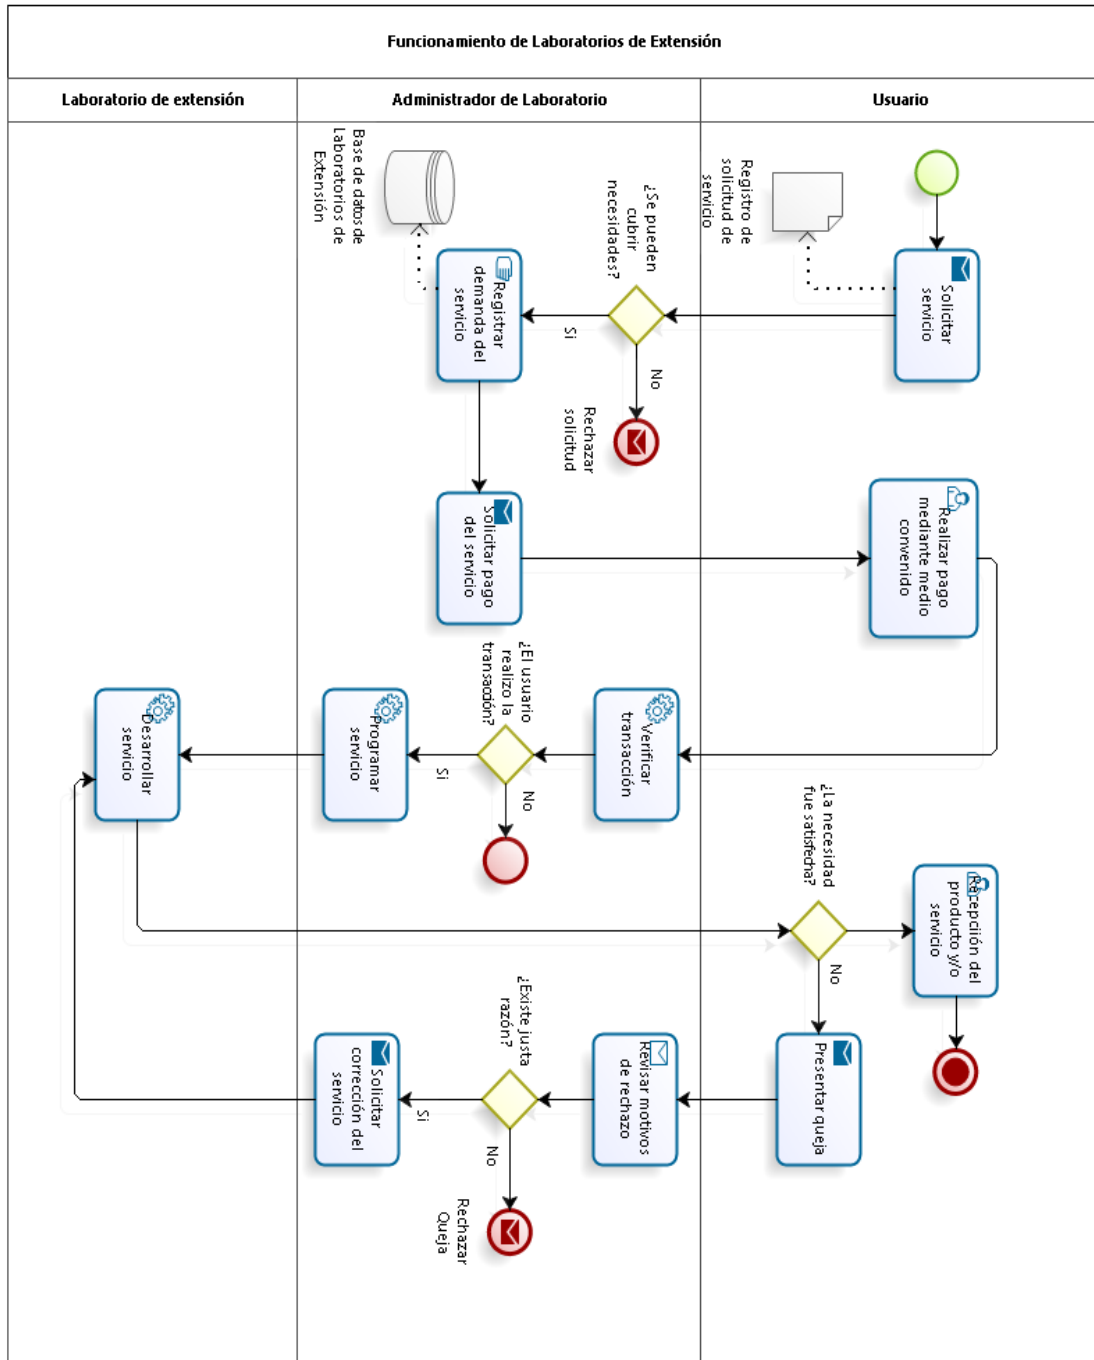 Funcionamiento de Laboratorios de Extensión
Laboratorio de extensión
Administrador de Laboratorio
Usuario
Registro de
solicitud de
servicio
Solicitar
servicio
¿Se pueden
cubrir
necesidades?
Si
No
Rechazar
solicitud
Base de datos de
Laboratorios de
Extensión
Registrar
demanda del
servicio
Solicitar pago
del servicio
Realizar pago
mediante medio
convenido
Verificar
transacción
¿El usuario
realizo la
transacción?
Si
No
Programar
servicio
Desarrollar
servicio
¿La necesidad
fue satisfecha?
No
Recepciión del
producto y/o
servicio
Presentar queja
Revisar motivos
de rechazo
¿Existe justa
razón?
Si
No
Rechazar
Queja
Solicitar
corrección del
servicio